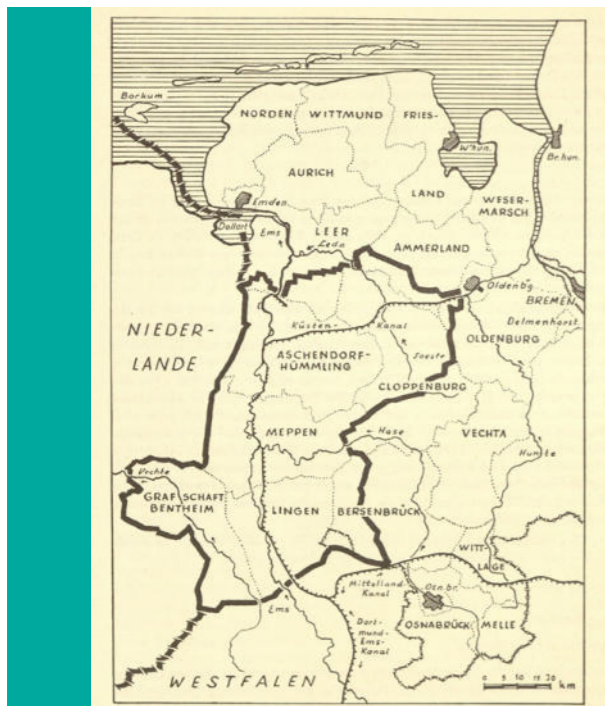 Borkum
NORDEN
WITTMUND
FRIES-
LAND
W'hvn.
Br.hvn.
AURICH
Emden
WESER-
MARSCH
Dollart
Ems
LEER
Leda
AMMERLAND
Oldenbg.
BREMEN
Delmenhorst
OLDENBURG
NIEDER-
LANDE
Küsten-
Kanal
Soeste
ASCHENDORF-
HÜMMLING
CLOPPENBURG
MEPPEN
Hase
VECHTA
Hunte
Vechte
GRAFSCHAFT
BENTHEIM
LINGEN
BERSENBRÜCK
WITT-
LAGE
Mittelland-
Kanal
Osn.br.
Ems
OSNABRÜCK
MELLE
Dort-
mund-
Ems-
Kanal
WESTFALEN
0 5 10 15 20
km